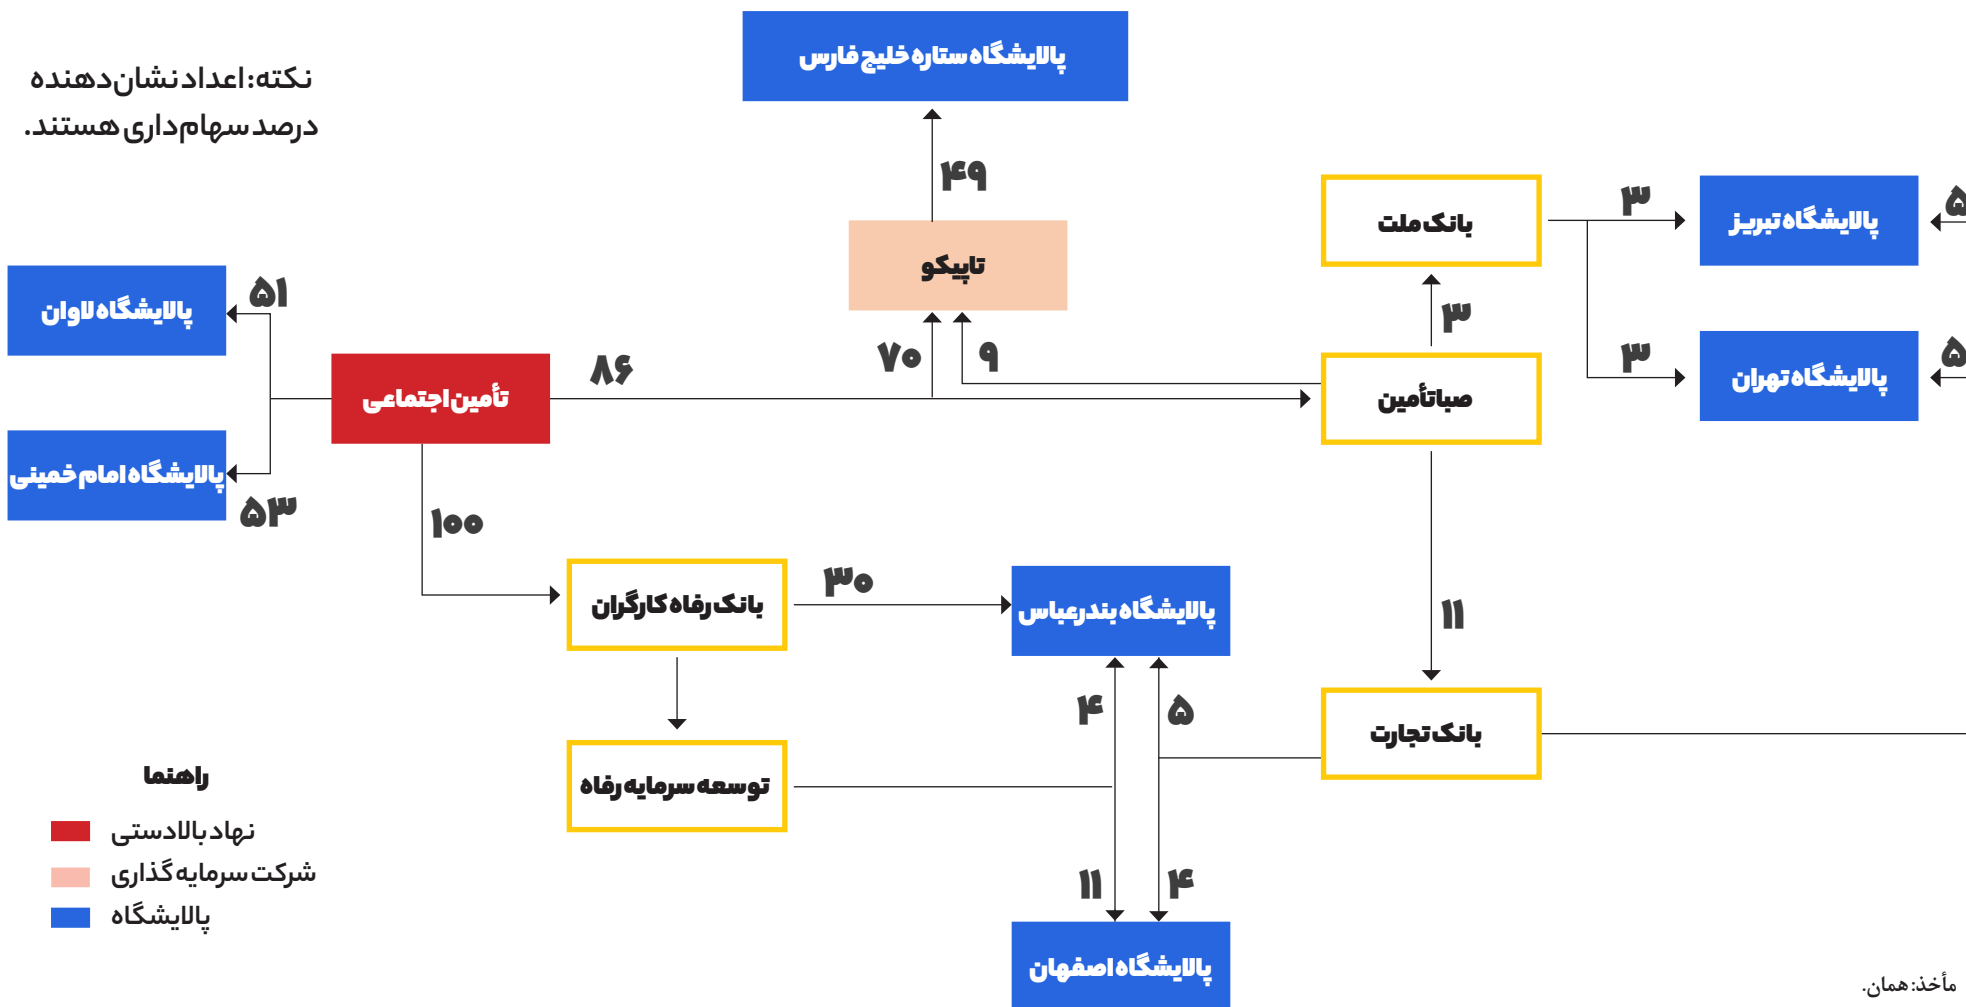 نکته: اعداد نشان‌دهنده
درصد سهام‌داری هستند.
پالایشگاه ستاره خلیج فارس
۴۹
تاپیکو
۷۰
۹
بانک ملت
۳
پالایشگاه تبریز
۵
۳
۳
پالایشگاه تهران
۵
پالایشگاه لاوان
۵۱
تأمین اجتماعی
۸۶
صبا تأمین
پالایشگاه امام خمینی
۵۳
۱۰۰
بانک رفاه کارگران
۳۰
پالایشگاه بندرعباس
۱۱
۴
۵
بانک تجارت
توسعه سرمایه رفاه
۱۱
۴
پالایشگاه اصفهان
راهنما
نهاد بالادستی
شرکت سرمایه گذاری
پالایشگاه
مأخذ: همان.